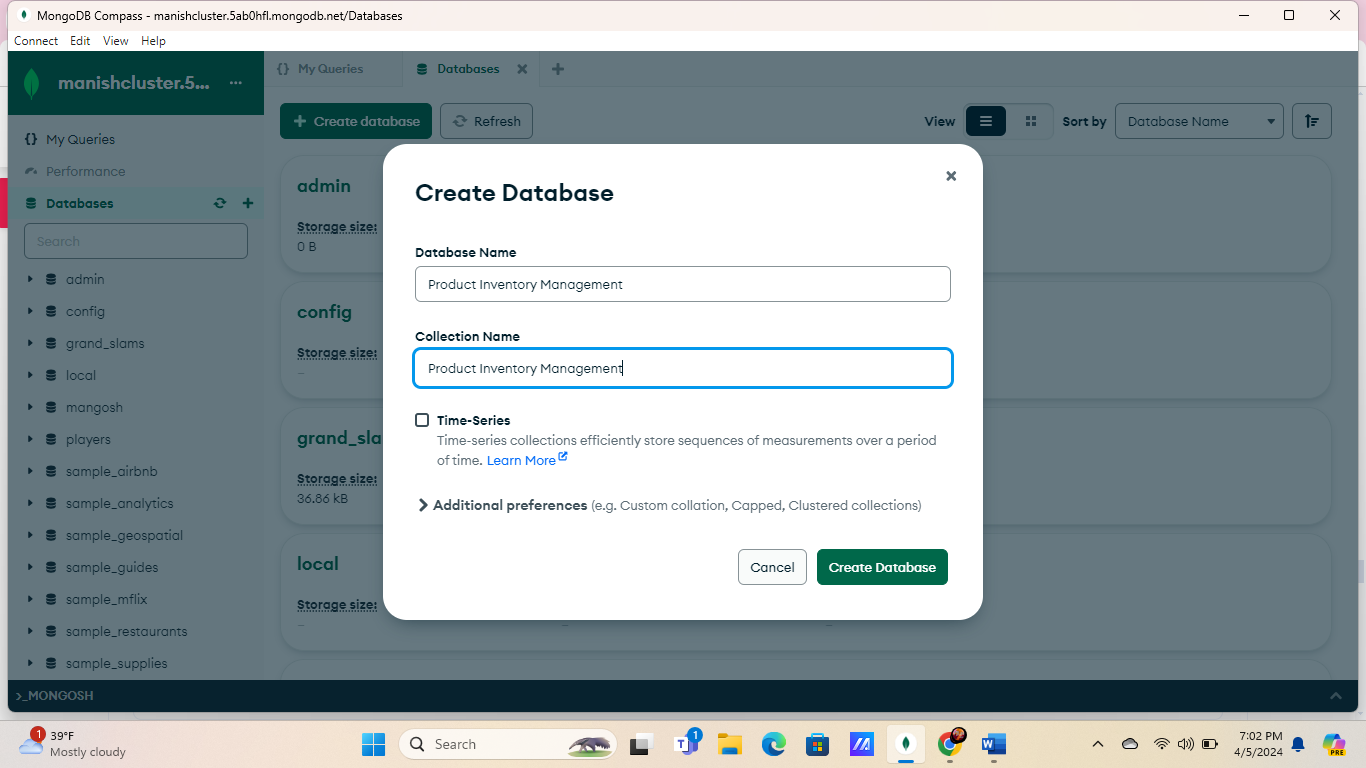 MongoDB Compass - manishcluster.5ab0hfl.mongodb.net/Databases
Connect Edit View Help
manishcluster.5... ...
My Queries
Performance
Databases
Search
admin
config
grand_slams
local
mangosh
players
sample_airbnb
sample_analytics
sample_geospatial
sample_guides
sample_mflix
sample_restaurants
sample_supplies
{} My Queries
Databases
+ Create database
Refresh
View
Sort by
Database Name
admin
Storage size:
0 B
config
Storage size:
–
grand_sla
Storage size:
36.86 kB
local
Storage size:
– – –
Create Database
Database Name
Product Inventory Management
Collection Name
Product Inventory Management
Time-Series
Time-series collections efficiently store sequences of measurements over a period
of time. Learn More
Additional preferences (e.g. Custom collation, Capped, Clustered collections)
Cancel
Create Database
>_MONGOSH
1
39°F
Mostly cloudy
Search
1
7:02 PM
4/5/2024
PRE